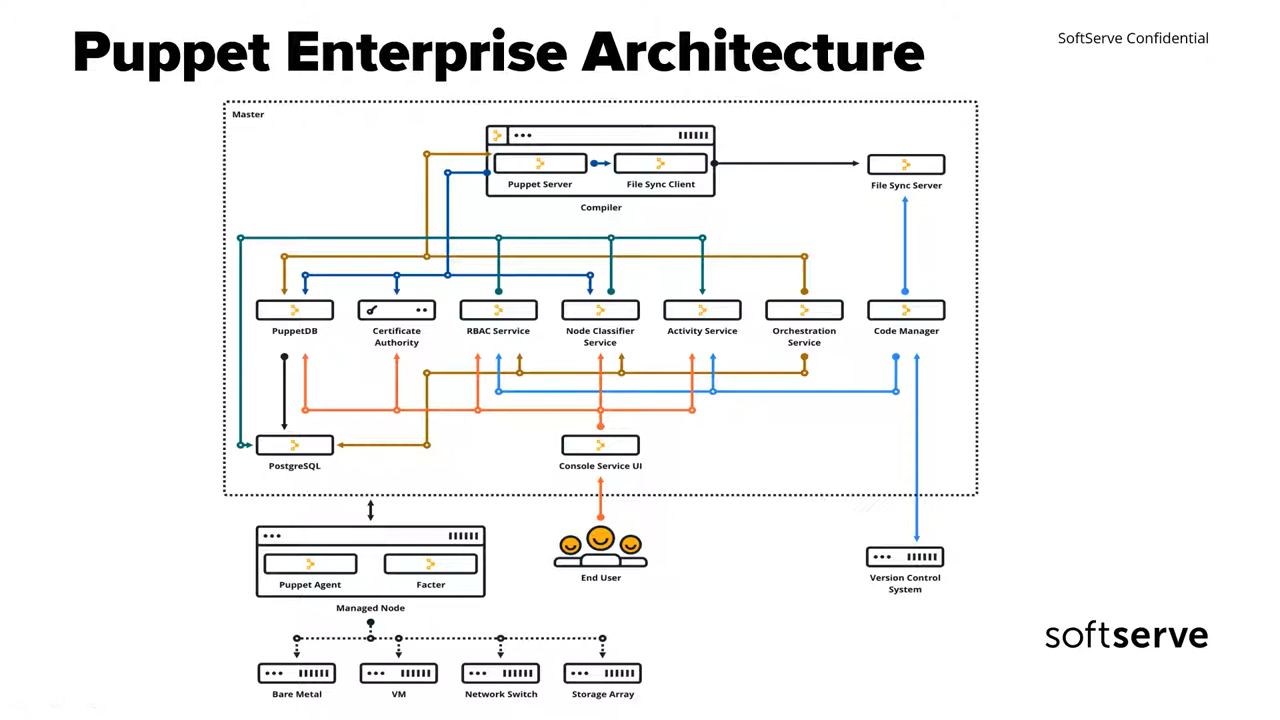 Puppet Enterprise Architecture
SoftServe Confidential
Master
Puppet Server
File Sync Client
File Sync Server
Compiler
PuppetDB
Certificate
Authority
RBAC Serrvice
Node Classifier
Service
Activity Service
Orchestration
Service
Code Manager
PostgreSQL
Console Service UI
Puppet Agent
Facter
End User
Version Control
System
Managed Node
softserve
Bare Metal
VM
Network Switch
Storage Array